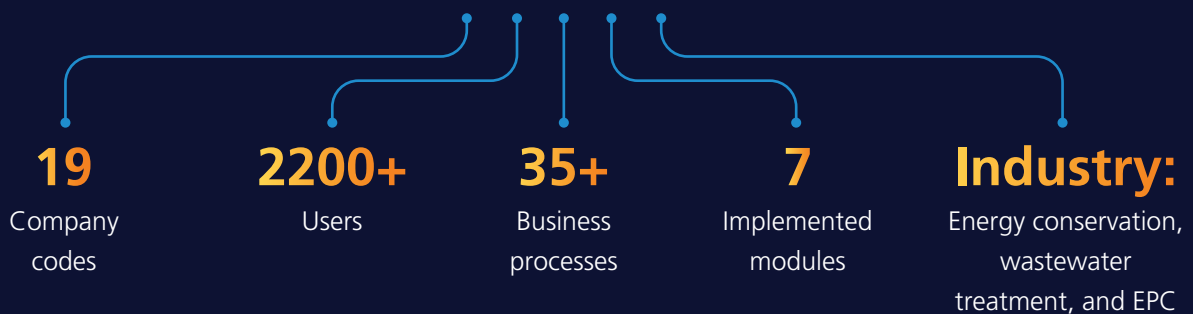 19
Company
codes
2200+
Users
35+
Business
processes
7
Implemented
modules
Industry:
Energy conservation,
wastewater
treatment, and EPC